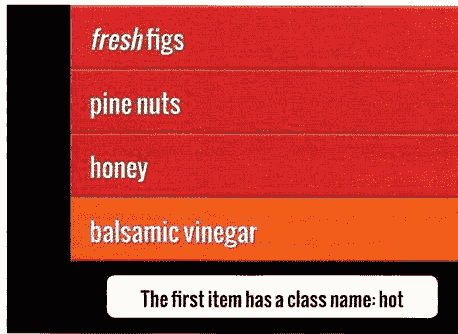 fresh figs
pine nuts
honey
balsamic vinegar
The first item has a class name: hot